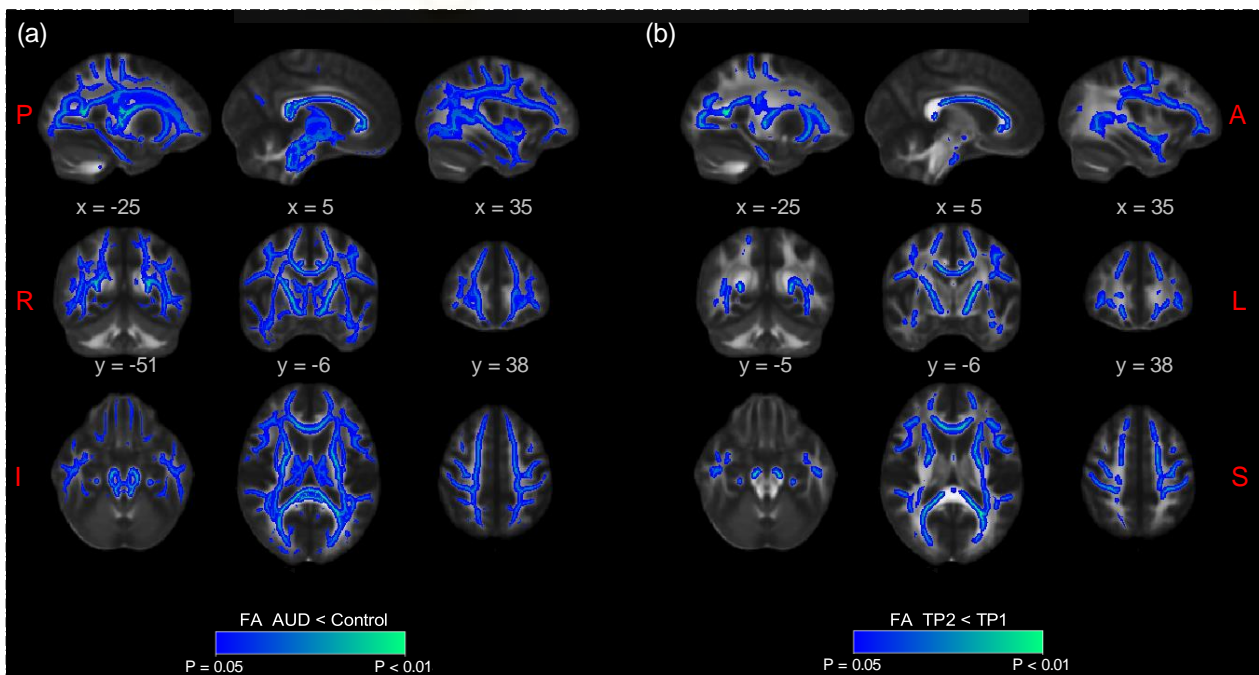 (a) (b)
P A
x = -25 x = 5 x = 35 x = -25 x = 5 x = 35
R L
y = -51 y = -6 y = 38 y = -5 y = -6 y = 38
I S
FA AUD < Control FA TP2 < TP1
P = 0.05 P < 0.01 P = 0.05 P < 0.01